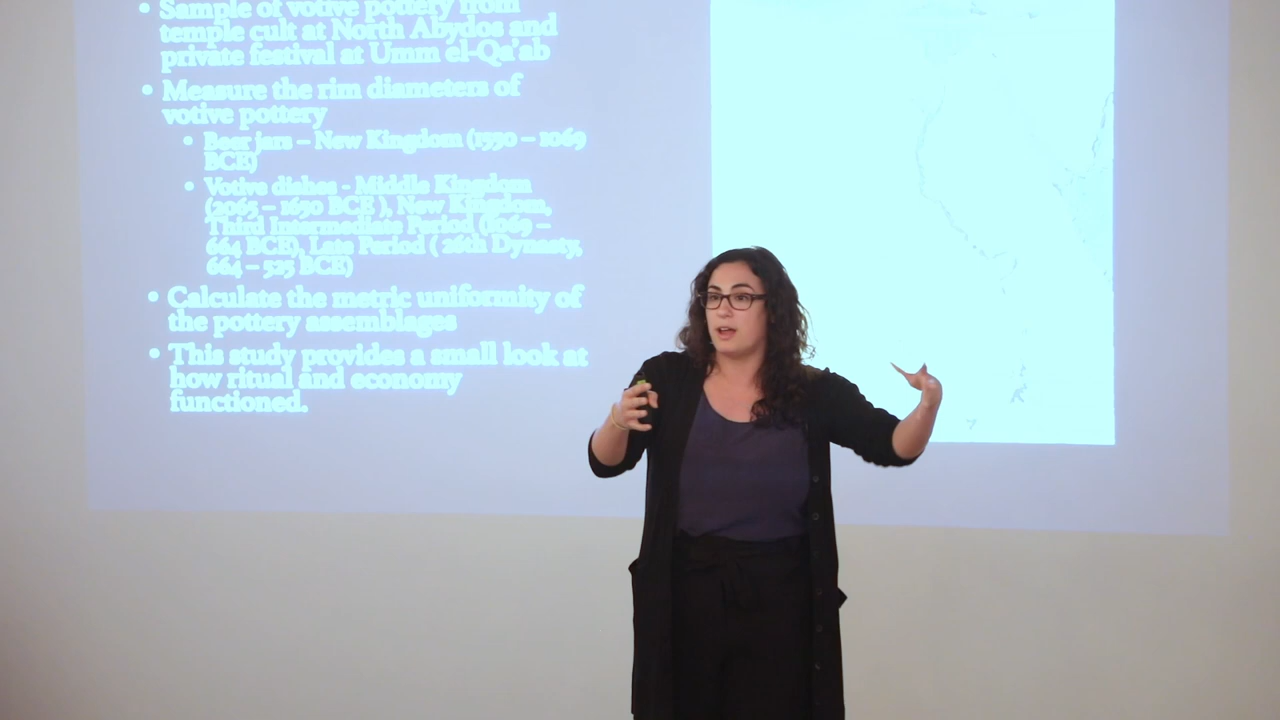 Sample of votive pottery from
temple cult at North Abydos and
private festival at Umm el-Qa'ab
Measure the rim diameters of
votive pottery
Beer jars – New Kingdom (1550 – 1069
BCE)
Votive dishes - Middle Kingdom
(2065 – 1650 BCE ), New Kingdom,
Third Intermediate Period (1069 –
664 BCE), Late Period ( 26th Dynasty,
664 – 525 BCE)
Calculate the metric uniformity of
the pottery assemblages
This study provides a small look at
how ritual and economy
functioned.